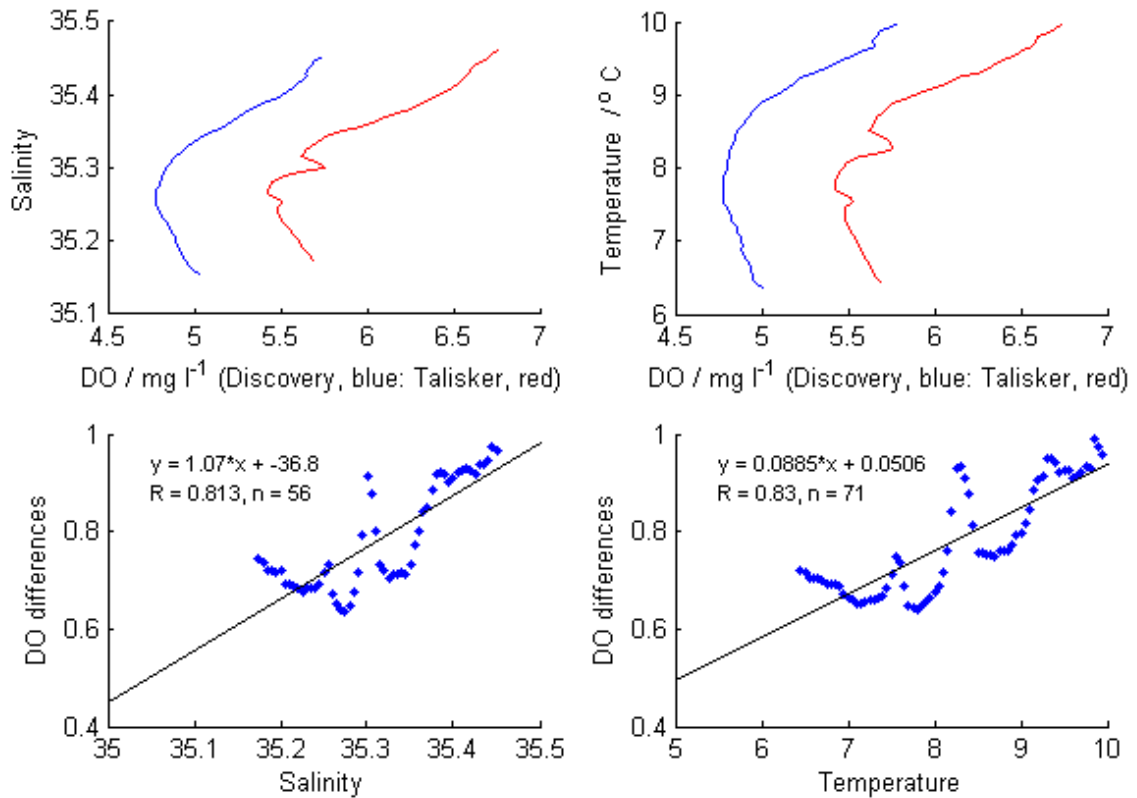 35.5
35.4
35.3
35.2
35.1
Salinity
4.5 5 5.5 6 6.5 7
DO / mg l⁻¹ (Discovery, blue: Talisker, red)
10
9
8
7
6
Temperature / º C
4.5 5 5.5 6 6.5 7
DO / mg l⁻¹ (Discovery, blue: Talisker, red)
1
0.8
0.6
0.4
DO differences
y = 1.07*x + -36.8
R = 0.813, n = 56
35 35.1 35.2 35.3 35.4 35.5
Salinity
1
0.8
0.6
0.4
DO differences
y = 0.0885*x + 0.0506
R = 0.83, n = 71
5 6 7 8 9 10
Temperature